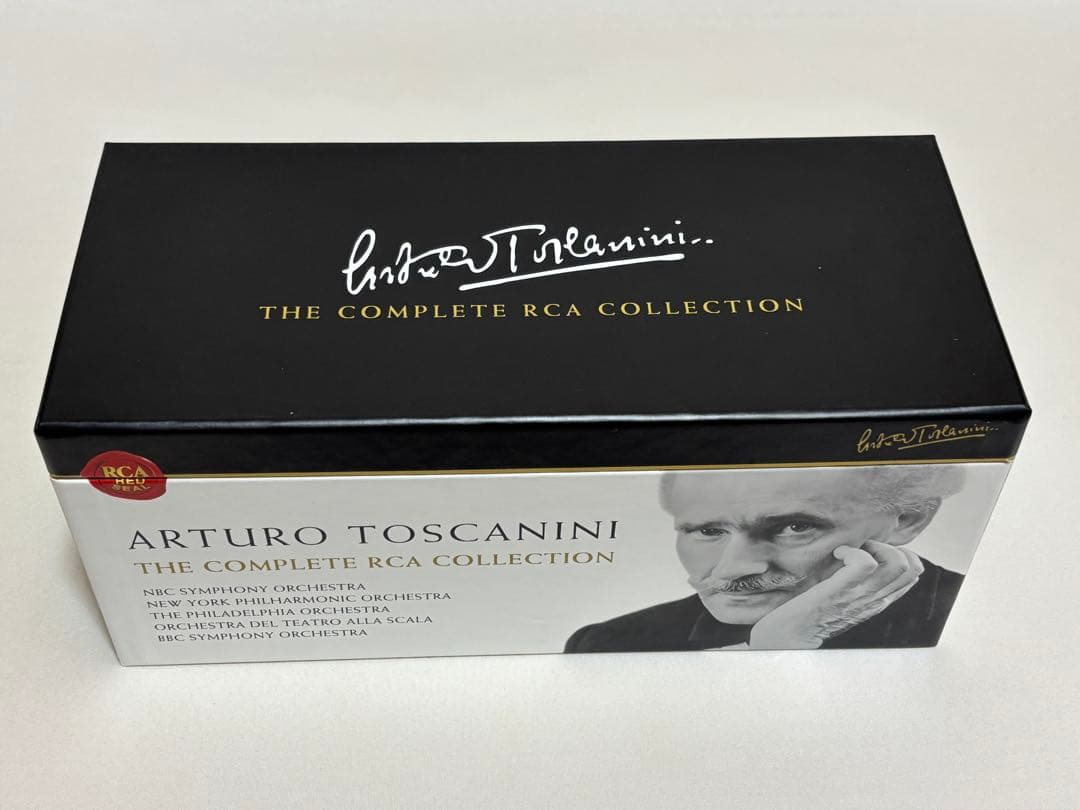 Arturo Toscanini
THE COMPLETE RCA COLLECTION
Arturo Toscanini
RCA
RED
SEAL
ARTURO TOSCANINI
THE COMPLETE RCA COLLECTION
NBC SYMPHONY ORCHESTRA
NEW YORK PHILHARMONIC ORCHESTRA
THE PHILADELPHIA ORCHESTRA
ORCHESTRA DEL TEATRO ALLA SCALA
BBC SYMPHONY ORCHESTRA